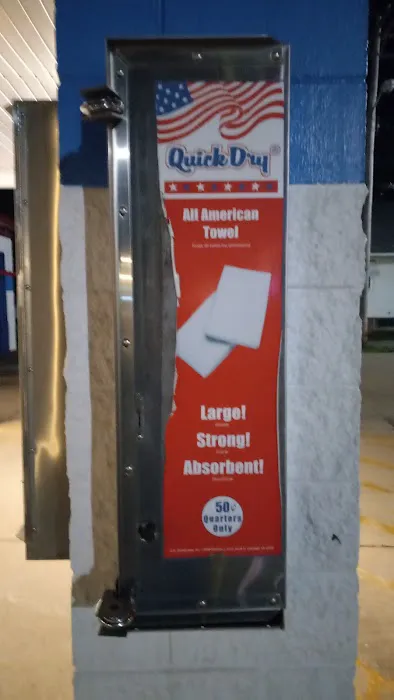 Quick Dry®
All American
Towel
Large!
Strong!
Absorbent!
50¢
Quarters
Only